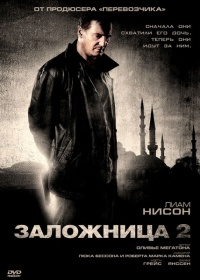 ОТ ПРОДЮСЕРА «ПЕРЕВОЗЧИКА»
СНАЧАЛА ОНИ
СХВАТИЛИ ЕГО ДОЧЬ.
ТЕПЕРЬ ОНИ
ИДУТ ЗА НИМ.
ЛИАМ
НИСОН
ЗАЛОЖНИЦА 2
ОЛИВЬЕ МЕГАТОНА
ЛЮКА БЕССОНА И РОБЕРТА МАРКА КАМЕНА
ГРЕЙС
ЯНССЕН
DVD